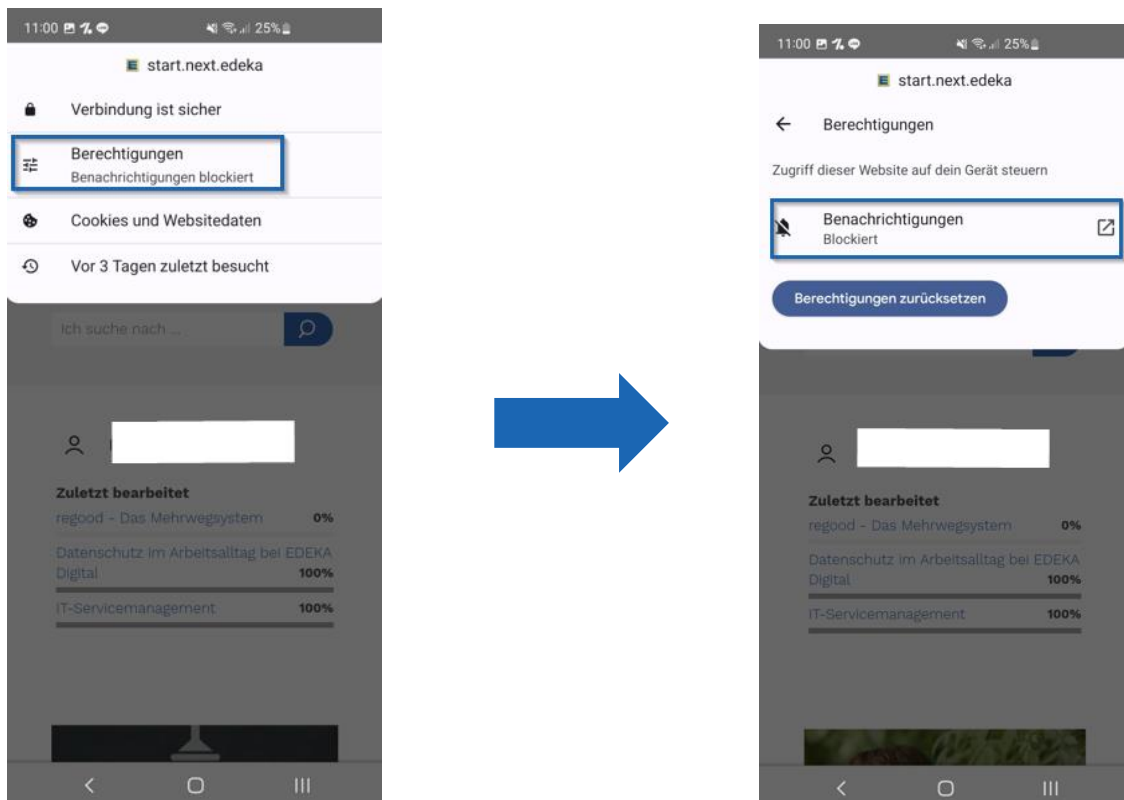 11:00 25%
start.next.edeka
Verbindung ist sicher
Berechtigungen
Benachrichtigungen blockiert
Cookies und Websitedaten
Vor 3 Tagen zuletzt besucht
Ich suche nach ...
Zuletzt bearbeitet
regood - Das Mehrwegsystem 0%
Datenschutz im Arbeitsalltag bei EDEKA
Digital 100%
IT-Servicemanagement 100%
11:00 25%
start.next.edeka
Berechtigungen
Zugriff dieser Website auf dein Gerät steuern
Benachrichtigungen
Blockiert
Berechtigungen zurücksetzen
Zuletzt bearbeitet
regood - Das Mehrwegsystem 0%
Datenschutz im Arbeitsalltag bei EDEKA
Digital 100%
IT-Servicemanagement 100%